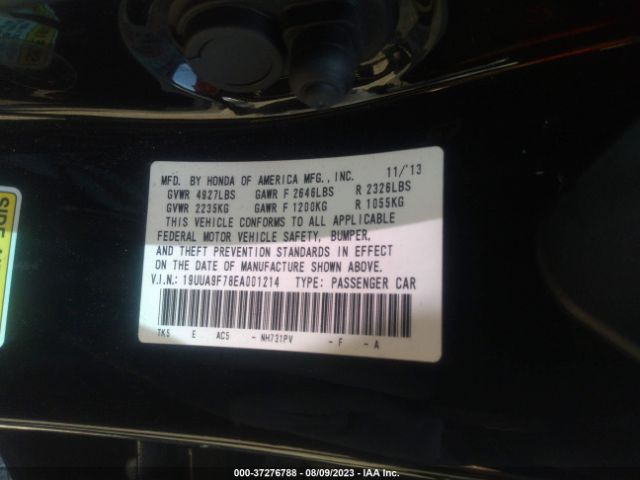 MFD. BY HONDA OF AMERICA MFG., INC. 11/'13
GVWR 4927LBS GAWR F 2646LBS R 2326LBS
GVWR 2235KG GAWR F 1200KG R 1055KG
THIS VEHICLE CONFORMS TO ALL APPLICABLE
FEDERAL MOTOR VEHICLE SAFETY, BUMPER,
AND THEFT PREVENTION STANDARDS IN EFFECT
ON THE DATE OF MANUFACTURE SHOWN ABOVE.
V.I.N.: 19UUA9F78EA001214 TYPE: PASSENGER CAR
TK5 E AC5 - NH731PV - F - A
SIDE
000-37276788 - 08/09/2023 - IAA Inc.